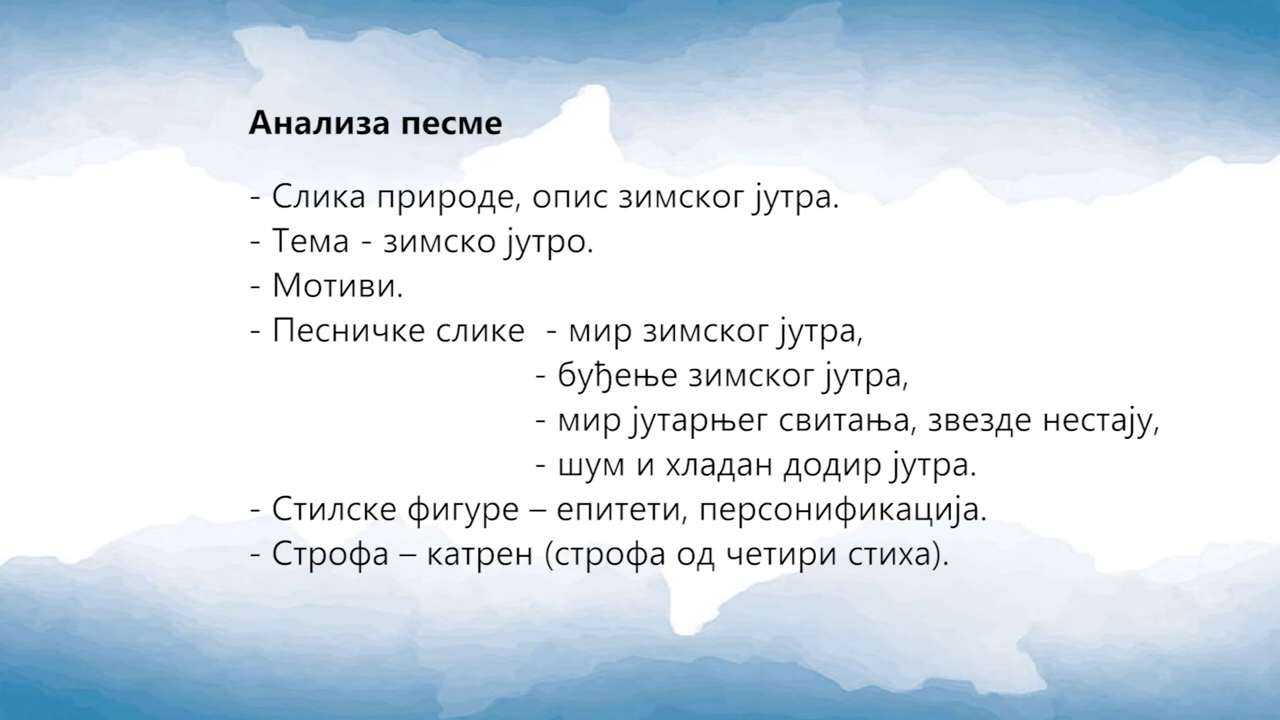 Анализа песме
- Слика природе, опис зимског јутра.
- Тема - зимско јутро.
- Мотиви.
- Песничке слике - мир зимског јутра,
- буђење зимског јутра,
- мир јутарњег свитања, звезде нестају,
- шум и хладан додир јутра.
- Стилске фигуре – епитети, персонификација.
- Строфа – катрен (строфа од четири стиха).